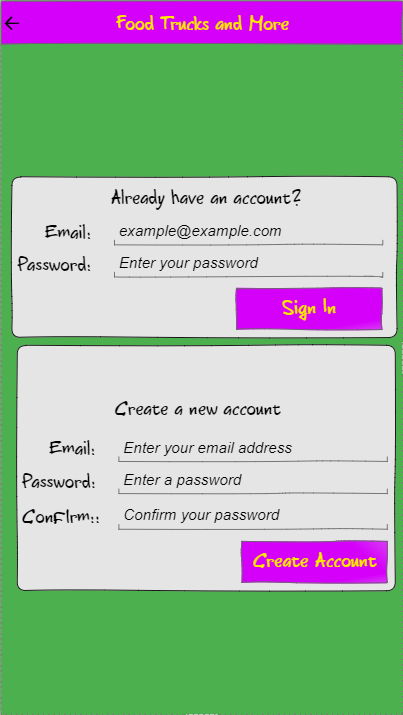 Food Trucks and More
Already have an account?
Email: example@example.com
Password: Enter your password
Sign In
Create a new account
Email: Enter your email address
Password: Enter a password
ConfIrm:: Confirm your password
Create Account